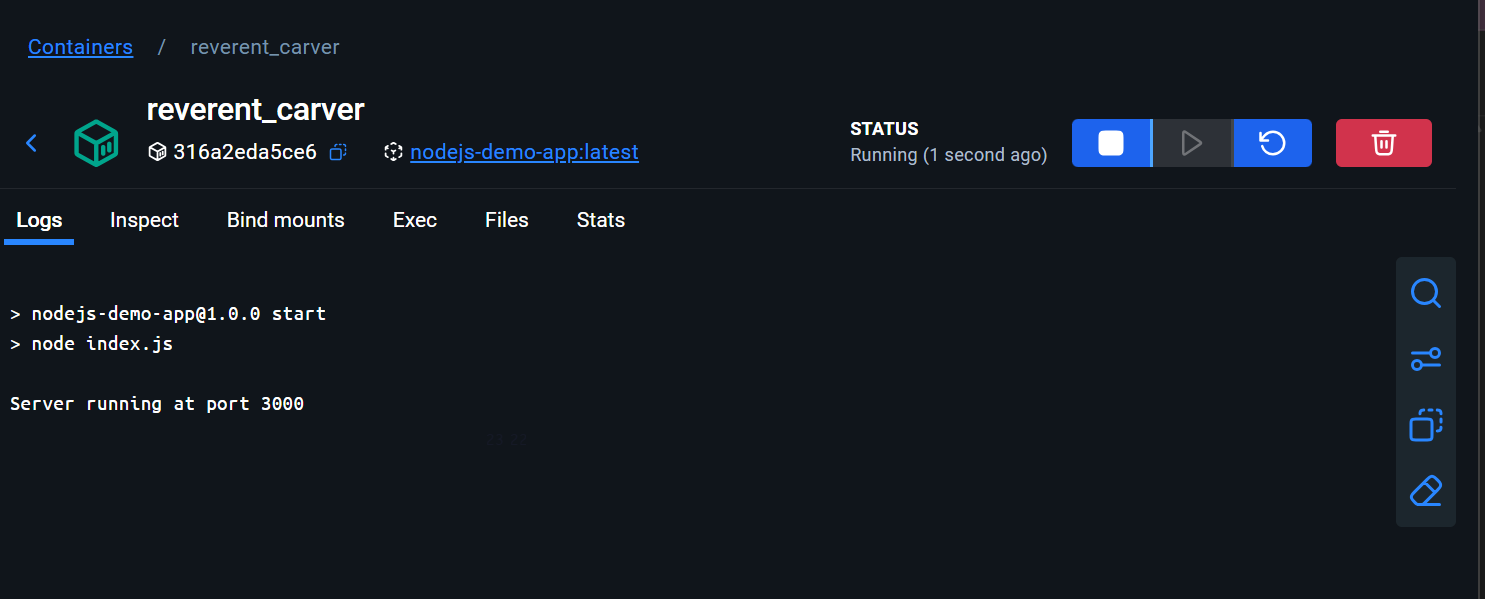 Containers / reverent_carver
reverent_carver
316a2eda5ce6 nodejs-demo-app:latest
STATUS
Running (1 second ago)
Logs Inspect Bind mounts Exec Files Stats
> nodejs-demo-app@1.0.0 start
> node index.js
Server running at port 3000